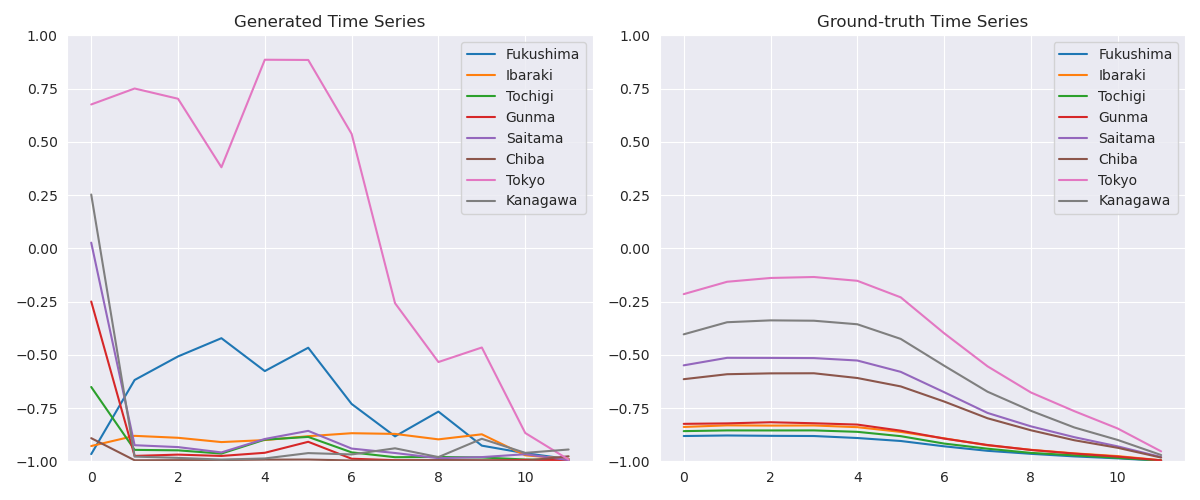 Generated Time Series
1.00
0.75
0.50
0.25
0.00
−0.25
−0.50
−0.75
−1.00
0 2 4 6 8 10
Fukushima
Ibaraki
Tochigi
Gunma
Saitama
Chiba
Tokyo
Kanagawa
Ground-truth Time Series
1.00
0.75
0.50
0.25
0.00
−0.25
−0.50
−0.75
−1.00
0 2 4 6 8 10
Fukushima
Ibaraki
Tochigi
Gunma
Saitama
Chiba
Tokyo
Kanagawa